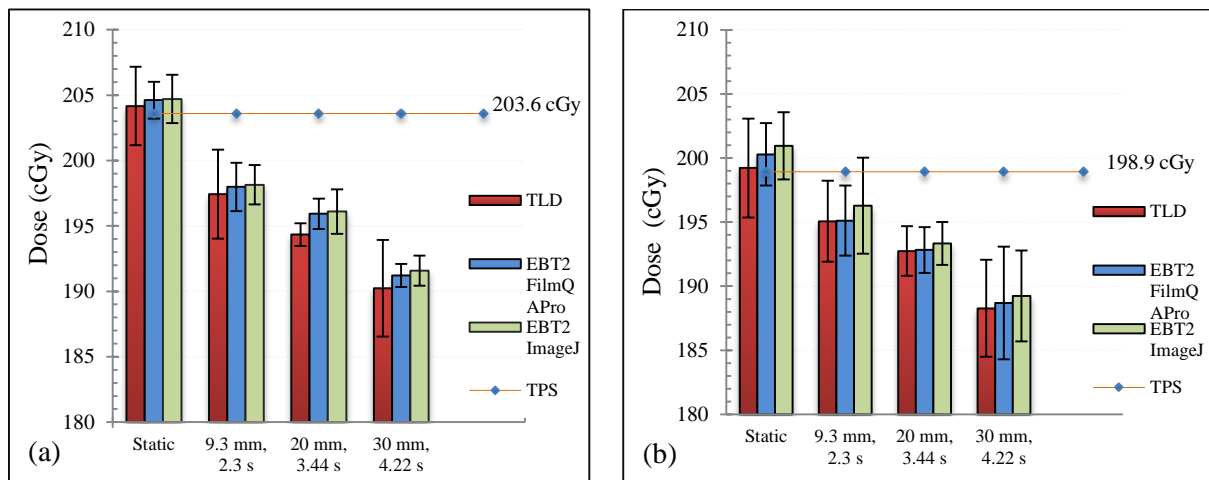 210
205
200
195
190
185
180
Dose (cGy)
203.6 cGy
TLD
EBT2
FilmQ
APro
EBT2
ImageJ
TPS
(a)
Static
9.3 mm,
2.3 s
20 mm,
3.44 s
30 mm,
4.22 s
210
205
200
195
190
185
180
Dose (cGy)
198.9 cGy
TLD
EBT2
FilmQ
APro
EBT2
ImageJ
TPS
(b)
Static
9.3 mm,
2.3 s
20 mm,
3.44 s
30 mm,
4.22 s